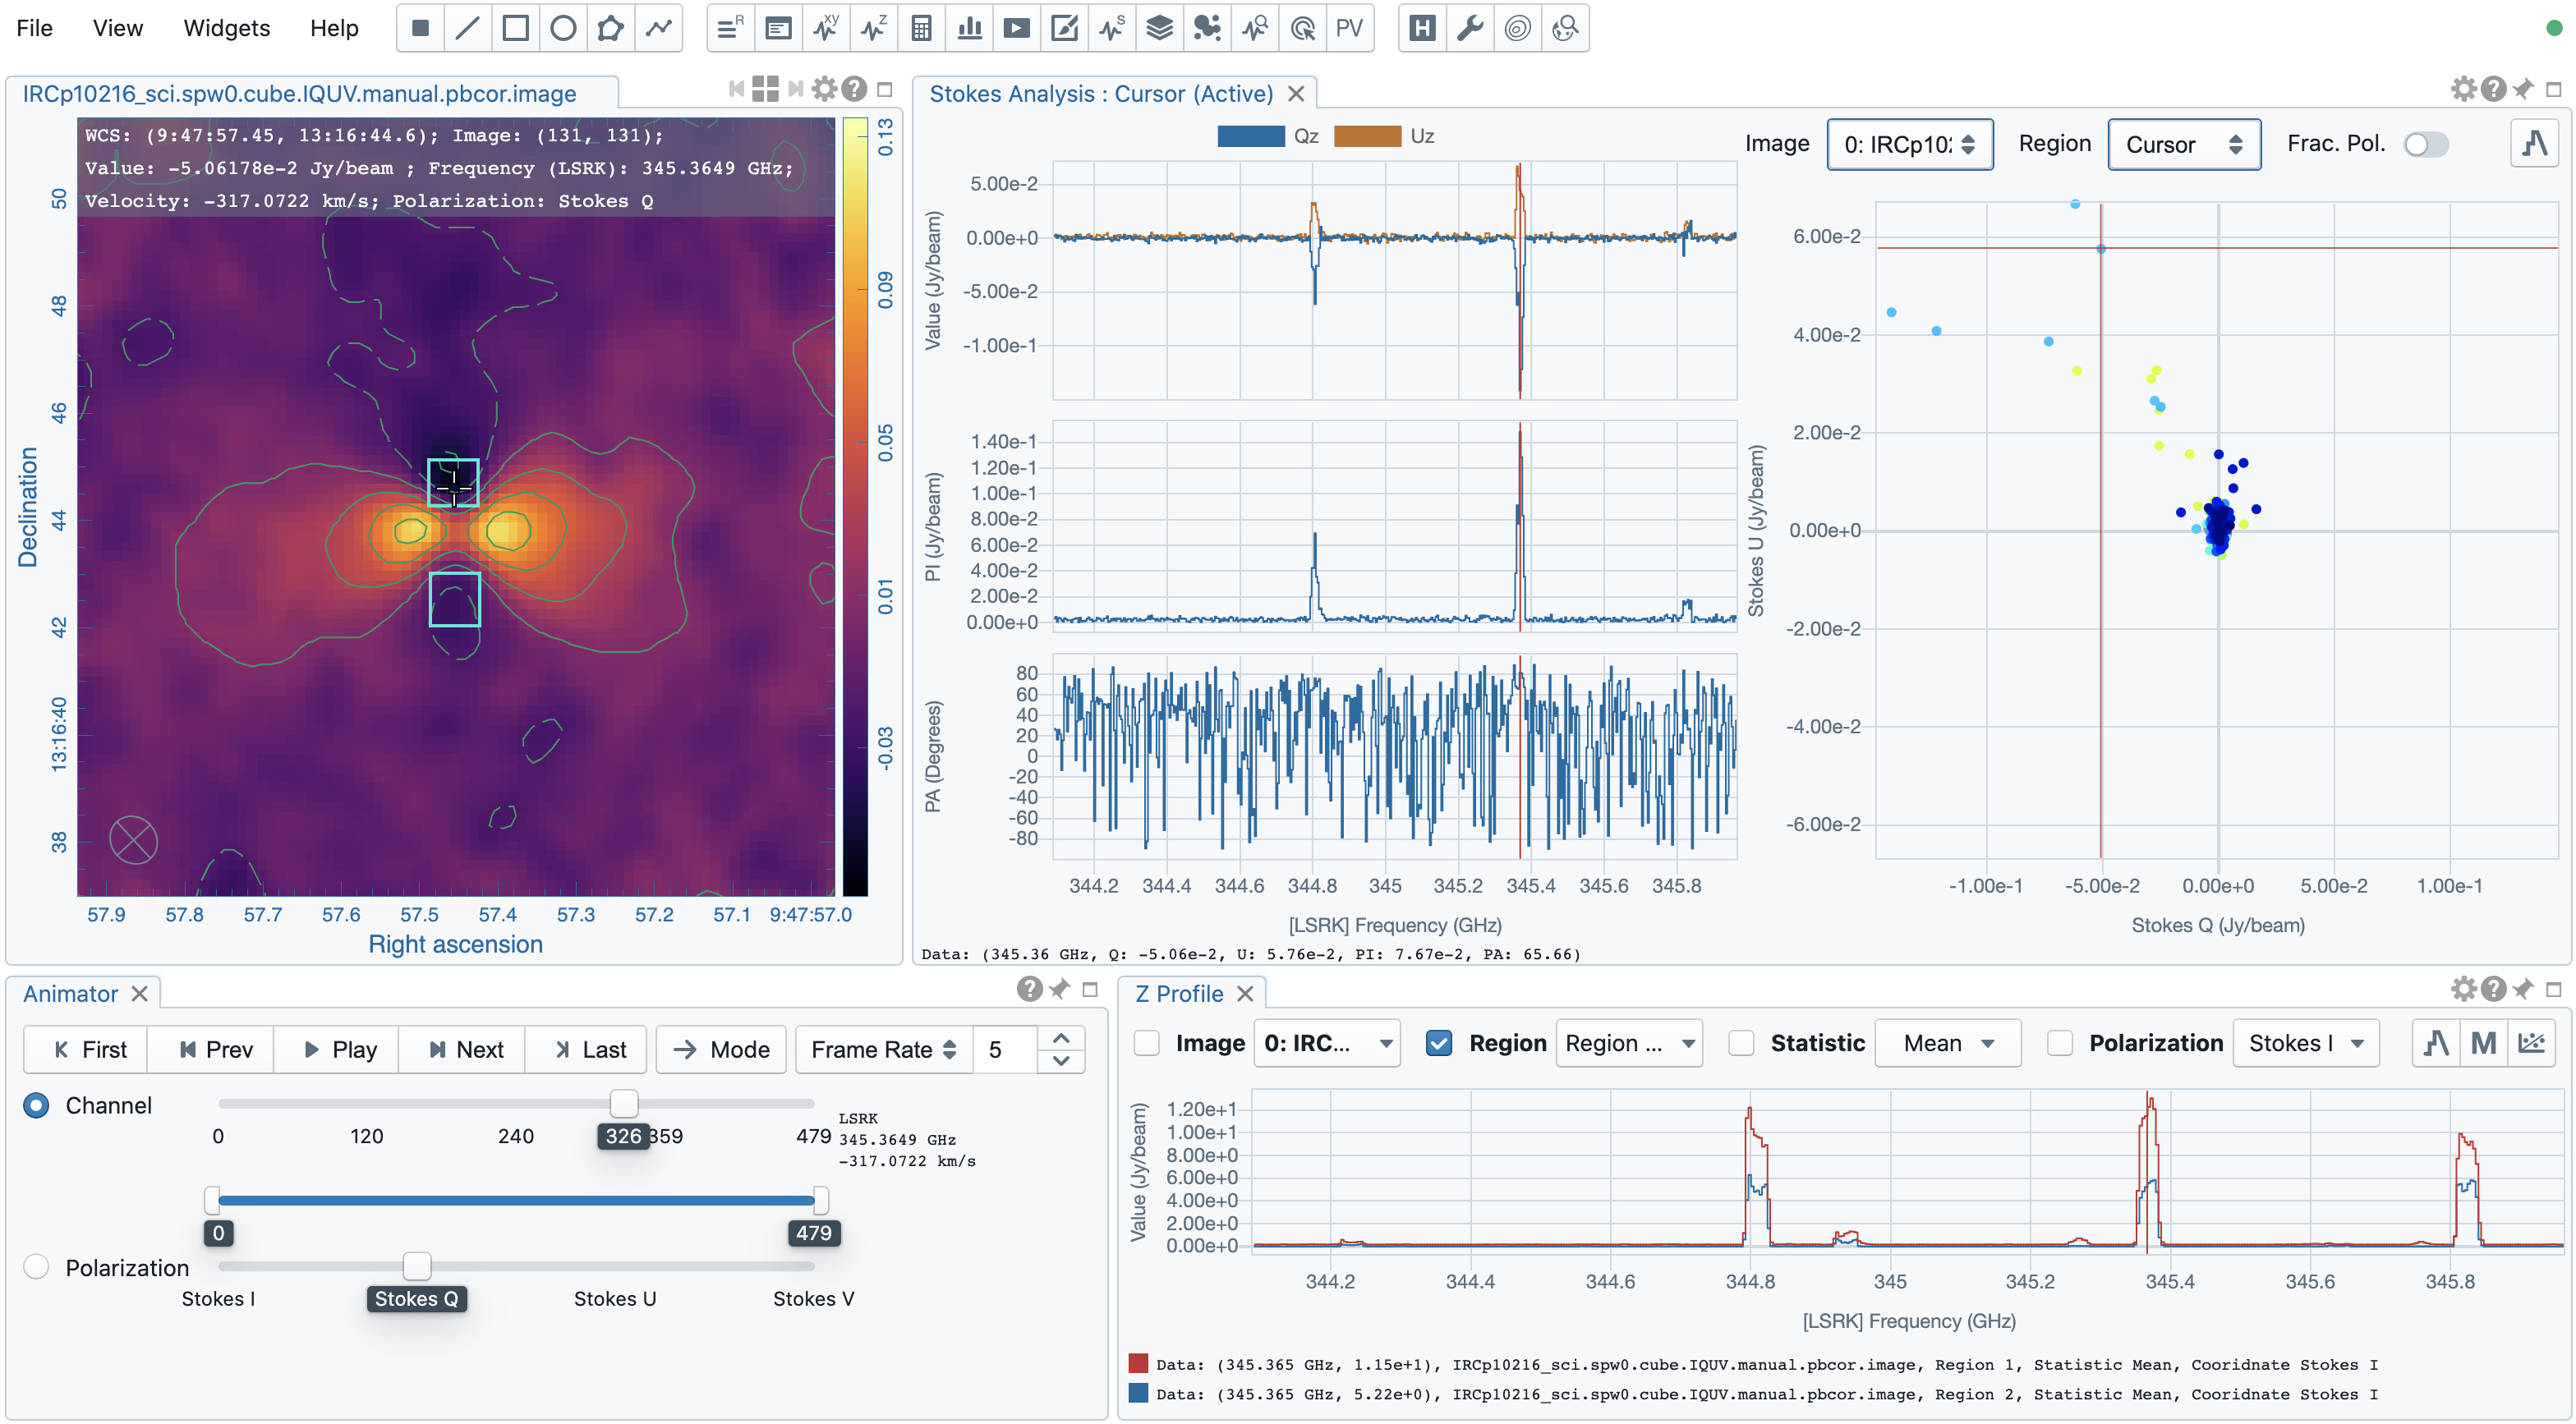 File View Widgets Help
R XY Z S PV H
IRCp10216_sci.spw0.cube.IQUV.manual.pbcor.image
WCS: (9:47:57.45, 13:16:44.6); Image: (131, 131);
Value: -5.06178e-2 Jy/beam ; Frequency (LSRK): 345.3649 GHz;
Velocity: -317.0722 km/s; Polarization: Stokes Q
0.13
0.09
0.05
0.01
-0.03
50
48
46
44
42
13:16:40
38
Declination
57.9 57.8 57.7 57.6 57.5 57.4 57.3 57.2 57.1 9:47:57.0
Right ascension
Stokes Analysis : Cursor (Active)
Qz Uz
Image 0: IRCp10 Region Cursor Frac. Pol.
5.00e-2
0.00e+0
-5.00e-2
-1.00e-1
Value (Jy/beam)
1.40e-1
1.20e-1
1.00e-1
8.00e-2
6.00e-2
4.00e-2
2.00e-2
0.00e+0
PI (Jy/beam)
80
60
40
20
0
-20
-40
-60
-80
PA (Degrees)
344.2 344.4 344.6 344.8 345 345.2 345.4 345.6 345.8
[LSRK] Frequency (GHz)
Data: (345.36 GHz, Q: -5.06e-2, U: 5.76e-2, PI: 7.67e-2, PA: 65.66)
6.00e-2
4.00e-2
2.00e-2
0.00e+0
-2.00e-2
-4.00e-2
-6.00e-2
Stokes U (Jy/beam)
-1.00e-1 -5.00e-2 0.00e+0 5.00e-2 1.00e-1
Stokes Q (Jy/beam)
Animator
First Prev Play Next Last Mode Frame Rate 5
Channel
0 120 240 326 359 479
LSRK
345.3649 GHz
-317.0722 km/s
0 479
Polarization
Stokes I Stokes Q Stokes U Stokes V
Z Profile
Image 0: IRC... Region Region ... Statistic Mean Polarization Stokes I M
1.20e+1
1.00e+1
8.00e+0
6.00e+0
4.00e+0
2.00e+0
0.00e+0
Value (Jy/beam)
344.2 344.4 344.6 344.8 345 345.2 345.4 345.6 345.8
[LSRK] Frequency (GHz)
Data: (345.365 GHz, 1.15e+1), IRCp10216_sci.spw0.cube.IQUV.manual.pbcor.image, Region 1, Statistic Mean, Cooridnate Stokes I
Data: (345.365 GHz, 5.22e+0), IRCp10216_sci.spw0.cube.IQUV.manual.pbcor.image, Region 2, Statistic Mean, Cooridnate Stokes I